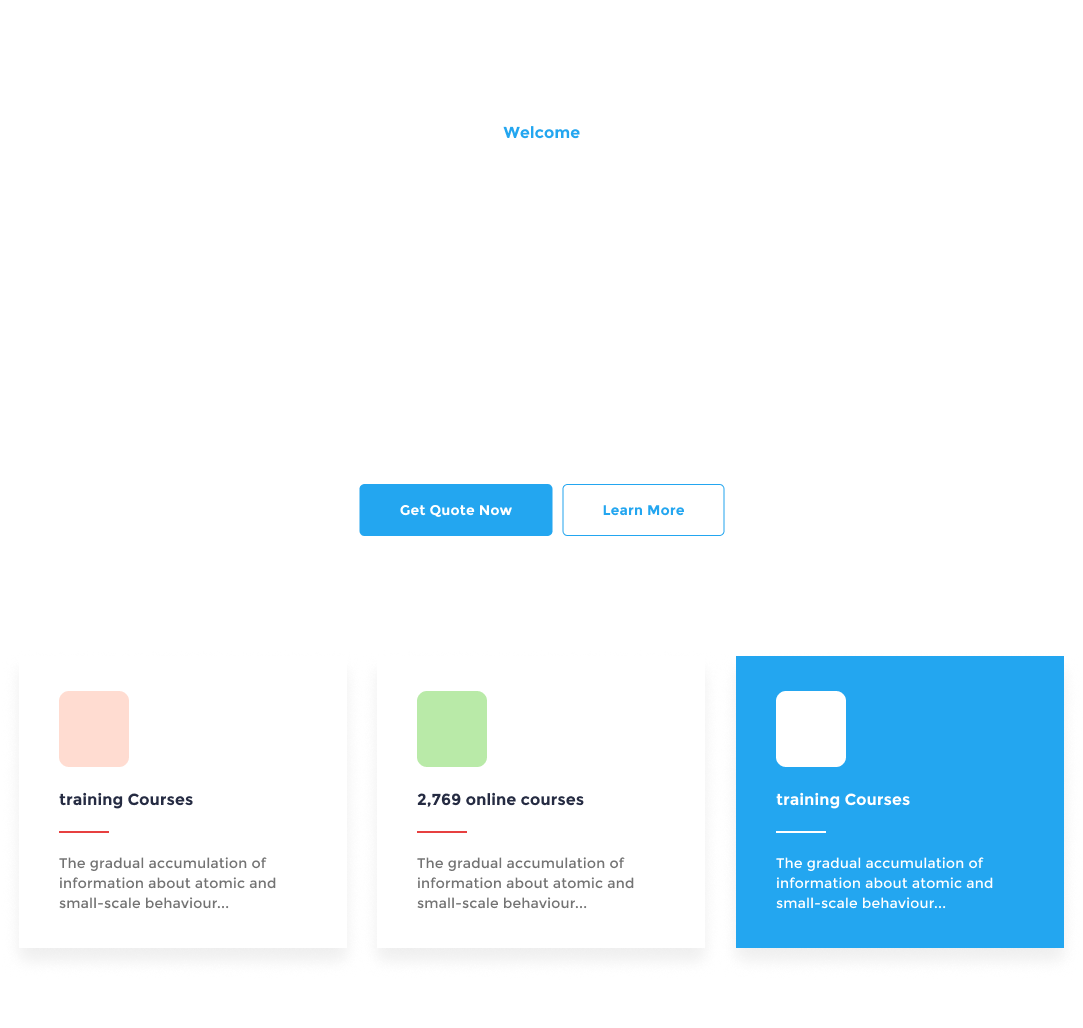 Welcome
Get Quote Now
Learn More
training Courses
The gradual accumulation of
information about atomic and
small-scale behaviour...
2,769 online courses
The gradual accumulation of
information about atomic and
small-scale behaviour...
training Courses
The gradual accumulation of
information about atomic and
small-scale behaviour...